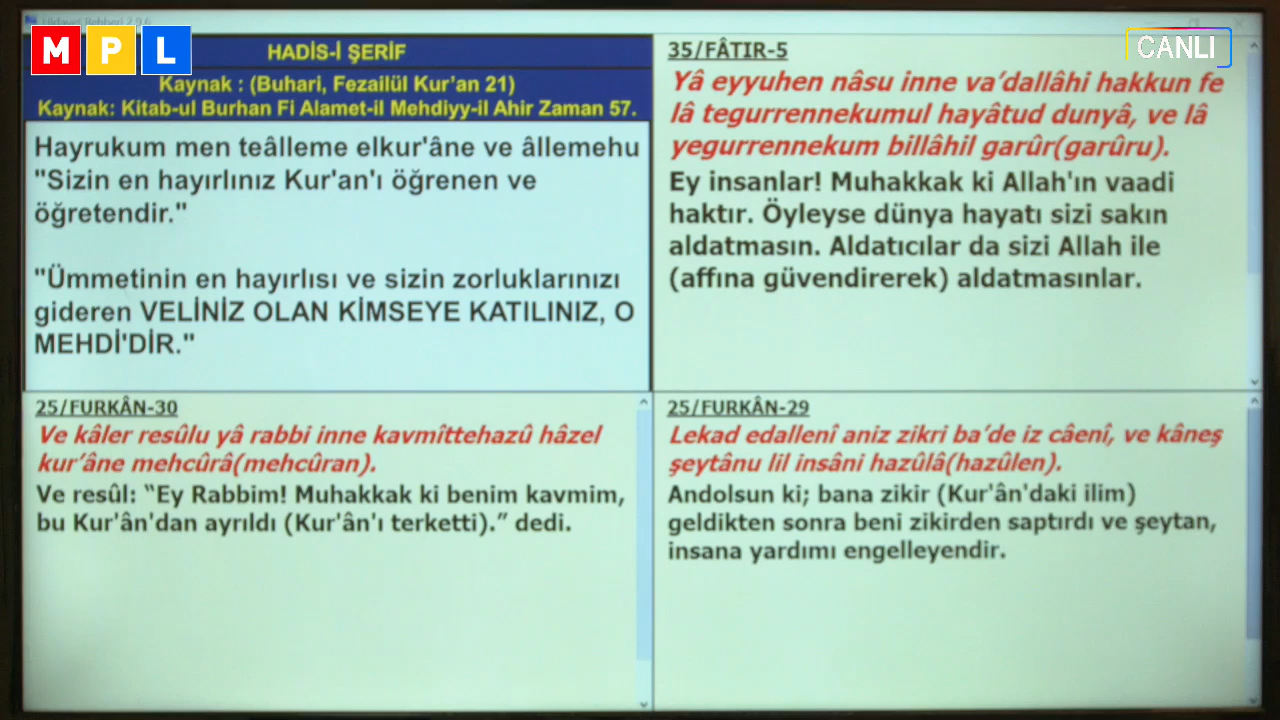 Hidayet Rehberi 2.0.6
MPL
CANLI
HADİS-İ ŞERİF
Kaynak : (Buhari, Fezailül Kur'an 21)
Kaynak: Kitab-ul Burhan Fi Alamet-il Mehdiyy-il Ahir Zaman 57.
Hayrukum men teâlleme elkur'âne ve âllemehu
"Sizin en hayırlınız Kur'an'ı öğrenen ve
öğretendir."
"Ümmetinin en hayırlısı ve sizin zorluklarınızı
gideren VELİNİZ OLAN KİMSEYE KATILINIZ, O
MEHDİ'DİR."
35/FÂTIR-5
Yâ eyyuhen nâsu inne va’dallâhi hakkun fe
lâ tegurrennekumul hayâtud dunyâ, ve lâ
yegurrennekum billâhil garûr(garûru).
Ey insanlar! Muhakkak ki Allah'ın vaadi
haktır. Öyleyse dünya hayatı sizi sakın
aldatmasın. Aldatıcılar da sizi Allah ile
(affına güvendirerek) aldatmasınlar.
25/FURKÂN-30
Ve kâler resûlu yâ rabbi inne kavmîttehazû hâzel
kur’âne mehcûrâ(mehcûran).
Ve resûl: “Ey Rabbim! Muhakkak ki benim kavmim,
bu Kur'ân'dan ayrıldı (Kur'ân'ı terketti).” dedi.
25/FURKÂN-29
Lekad edallenî aniz zikri ba’de iz câenî, ve kâneş
şeytânu lil insâni hazûlâ(hazûlen).
Andolsun ki; bana zikir (Kur'ân'daki ilim)
geldikten sonra beni zikirden saptırdı ve şeytan,
insana yardımı engelleyendir.